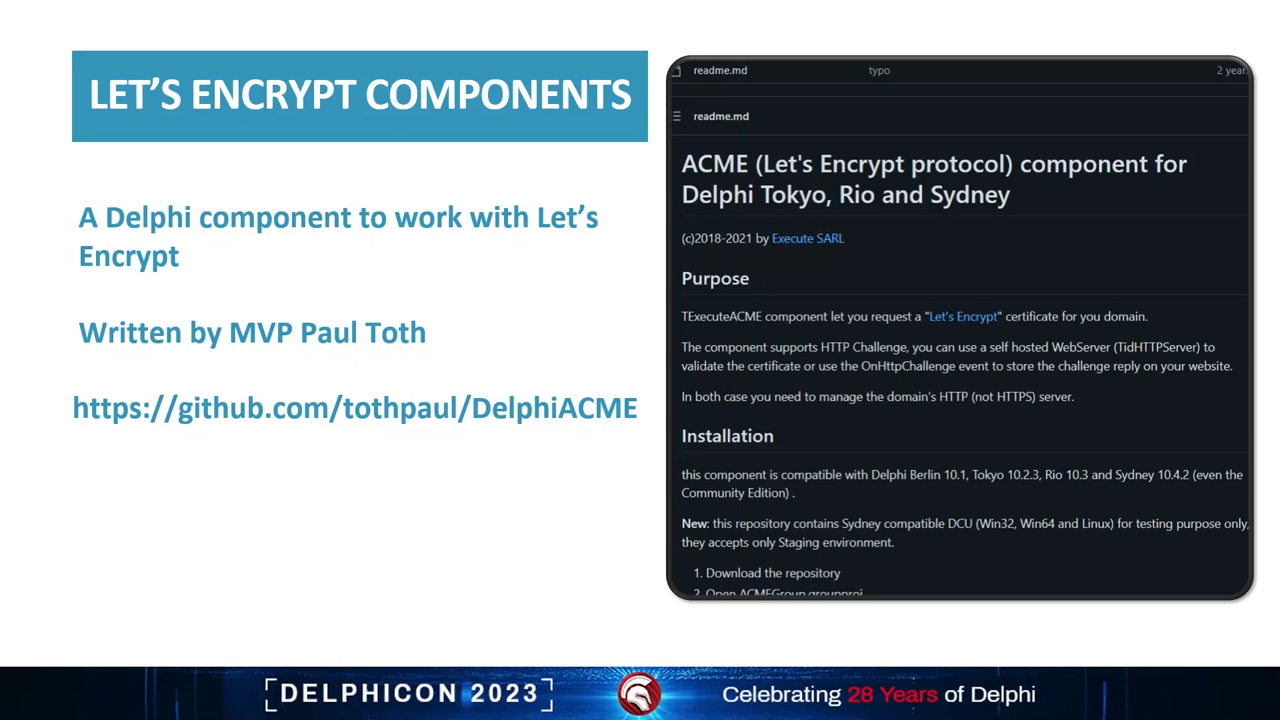 LET’S ENCRYPT COMPONENTS
A Delphi component to work with Let’s
Encrypt
Written by MVP Paul Toth
https://github.com/tothpaul/DelphiACME
readme.md typo 2 year
readme.md
ACME (Let's Encrypt protocol) component for
Delphi Tokyo, Rio and Sydney
(c)2018-2021 by Execute SARL
Purpose
TExecuteACME component let you request a "Let's Encrypt" certificate for you domain.
The component supports HTTP Challenge, you can use a self hosted WebServer (TidHTTPServer) to
validate the certificate or use the OnHttpChallenge event to store the challenge reply on your website.
In both case you need to manage the domain's HTTP (not HTTPS) server.
Installation
this component is compatible with Delphi Berlin 10.1, Tokyo 10.2.3, Rio 10.3 and Sydney 10.4.2 (even the
Community Edition) .
New: this repository contains Sydney compatible DCU (Win32, Win64 and Linux) for testing purpose only,
they accepts only Staging environment.
1. Download the repository
2. Open ACMEGroup.groupproj
[DELPHICON 2023]
Celebrating 28 Years of Delphi